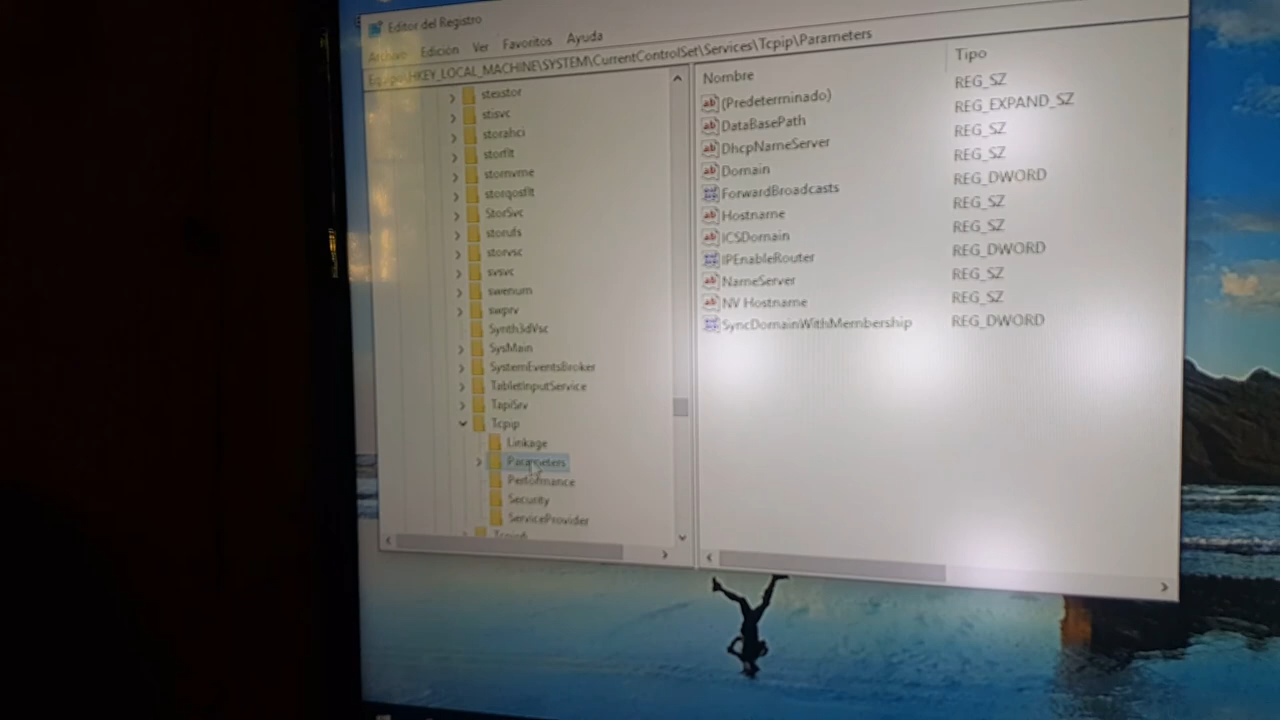 Editor del Registro
Archivo Edición Ver Favoritos Ayuda
Equipo\HKEY_LOCAL_MACHINE\SYSTEM\CurrentControlSet\Services\Tcpip\Parameters
stexstor
stisvc
storahci
storflt
stornvme
storqosflt
StorSvc
storufs
storvsc
svsvc
swenum
swprv
Synth3dVsc
SysMain
SystemEventsBroker
TabletInputService
TapiSrv
Tcpip
Linkage
Parameters
Performance
Security
ServiceProvider
Nombre Tipo
(Predeterminado) REG_SZ
DataBasePath REG_EXPAND_SZ
DhcpNameServer REG_SZ
Domain REG_SZ
ForwardBroadcasts REG_DWORD
Hostname REG_SZ
ICSDomain REG_SZ
IPEnableRouter REG_DWORD
NameServer REG_SZ
NV Hostname REG_SZ
SyncDomainWithMembership REG_DWORD